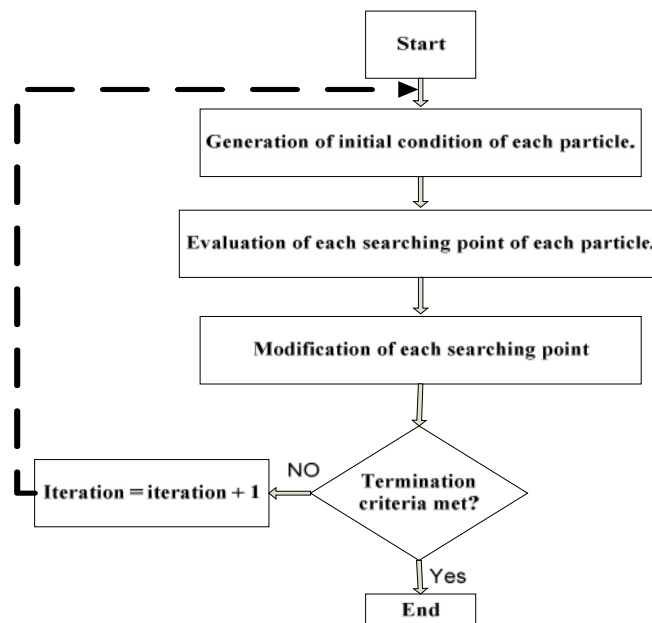 Start
Generation of initial condition of each particle.
Evaluation of each searching point of each particle.
Modification of each searching point
Termination
criteria met?
NO
Iteration = iteration + 1
Yes
End